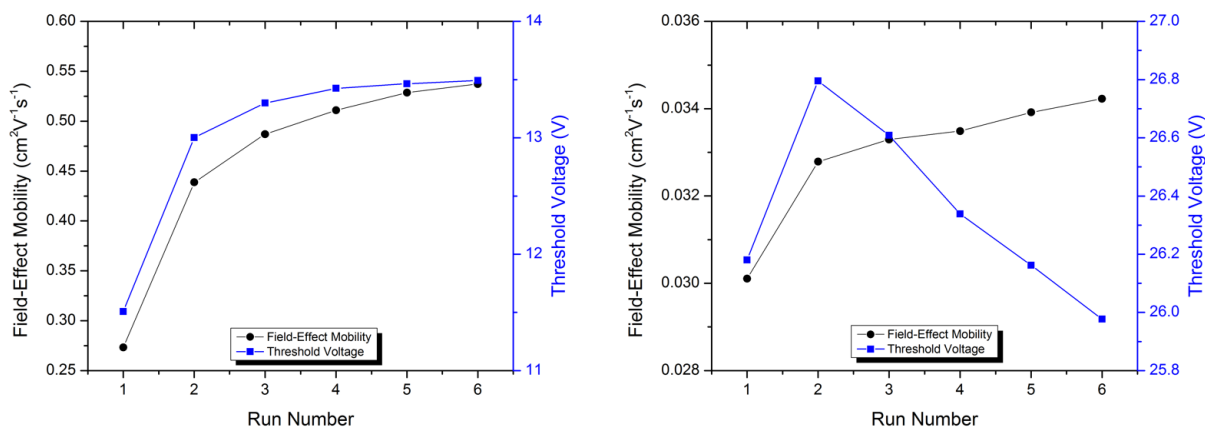 0.60
0.55
0.50
0.45
0.40
0.35
0.30
0.25
Field-Effect Mobility (cm²V⁻¹s⁻¹)
14
13
12
11
Threshold Voltage (V)
Field-Effect Mobility
Threshold Voltage
1 2 3 4 5 6
Run Number
0.036
0.034
0.032
0.030
0.028
Field-Effect Mobility (cm²V⁻¹s⁻¹)
27.0
26.8
26.6
26.4
26.2
26.0
25.8
Threshold Voltage (V)
Field-Effect Mobility
Threshold Voltage
1 2 3 4 5 6
Run Number